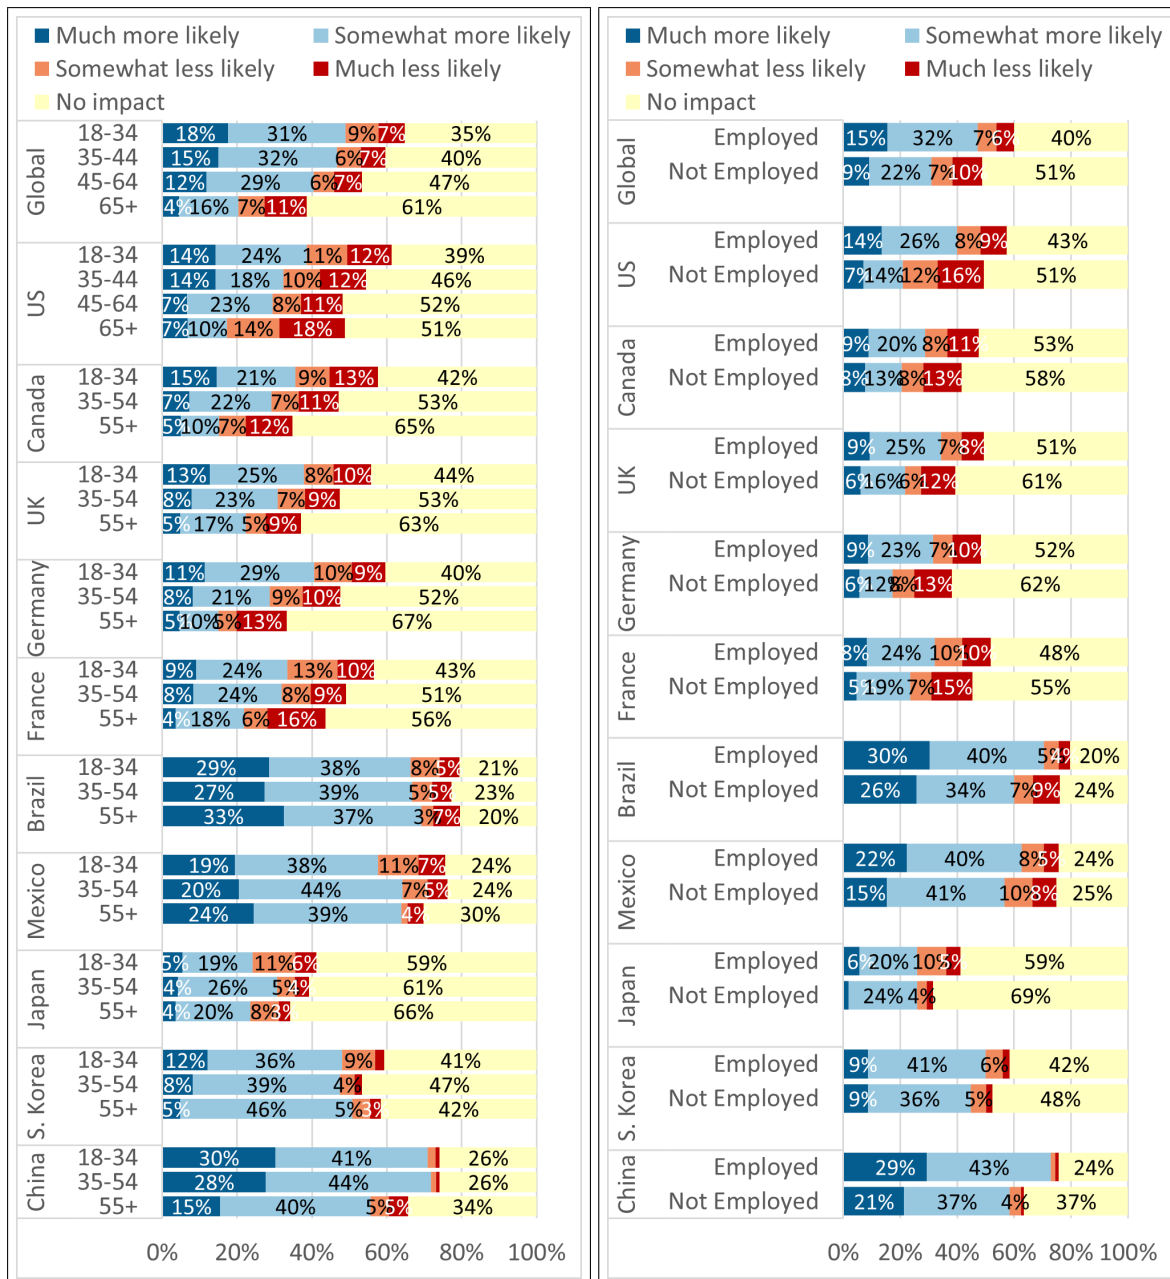 Much more likely Somewhat more likely
Somewhat less likely Much less likely
No impact
Global
18-34 18% 31% 9% 7% 35%
35-44 15% 32% 6% 7% 40%
45-64 12% 29% 6% 7% 47%
65+ 4% 16% 7% 11% 61%
US
18-34 14% 24% 11% 12% 39%
35-44 14% 18% 10% 12% 46%
45-64 7% 23% 8% 11% 52%
65+ 7% 10% 14% 18% 51%
Canada
18-34 15% 21% 9% 13% 42%
35-54 7% 22% 7% 11% 53%
55+ 5% 10% 7% 12% 65%
UK
18-34 13% 25% 8% 10% 44%
35-54 8% 23% 7% 9% 53%
55+ 5% 17% 5% 9% 63%
Germany
18-34 11% 29% 10% 9% 40%
35-54 8% 21% 9% 10% 52%
55+ 5% 10% 5% 13% 67%
France
18-34 9% 24% 13% 10% 43%
35-54 8% 24% 8% 9% 51%
55+ 4% 18% 6% 16% 56%
Brazil
18-34 29% 38% 8% 5% 21%
35-54 27% 39% 5% 5% 23%
55+ 33% 37% 3% 7% 20%
Mexico
18-34 19% 38% 11% 7% 24%
35-54 20% 44% 7% 5% 24%
55+ 24% 39% 4% 30%
Japan
18-34 5% 19% 11% 6% 59%
35-54 4% 26% 5% 4% 61%
55+ 4% 20% 8% 3% 66%
S. Korea
18-34 12% 36% 9% 41%
35-54 8% 39% 4% 47%
55+ 5% 46% 5% 3% 42%
China
18-34 30% 41% 26%
35-54 28% 44% 26%
55+ 15% 40% 5% 5% 34%
0% 20% 40% 60% 80% 100%
Much more likely Somewhat more likely
Somewhat less likely Much less likely
No impact
Global
Employed 15% 32% 7% 6% 40%
Not Employed 9% 22% 7% 10% 51%
US
Employed 14% 26% 8% 9% 43%
Not Employed 7% 14% 12% 16% 51%
Canada
Employed 9% 20% 8% 11% 53%
Not Employed 8% 13% 8% 13% 58%
UK
Employed 9% 25% 7% 8% 51%
Not Employed 6% 16% 6% 12% 61%
Germany
Employed 9% 23% 7% 10% 52%
Not Employed 6% 12% 8% 13% 62%
France
Employed 8% 24% 10% 10% 48%
Not Employed 5% 19% 7% 15% 55%
Brazil
Employed 30% 40% 5% 4% 20%
Not Employed 26% 34% 7% 9% 24%
Mexico
Employed 22% 40% 8% 5% 24%
Not Employed 15% 41% 10% 8% 25%
Japan
Employed 6% 20% 10% 5% 59%
Not Employed 24% 4% 69%
S. Korea
Employed 9% 41% 6% 42%
Not Employed 9% 36% 5% 48%
China
Employed 29% 43% 24%
Not Employed 21% 37% 4% 37%
0% 20% 40% 60% 80% 100%